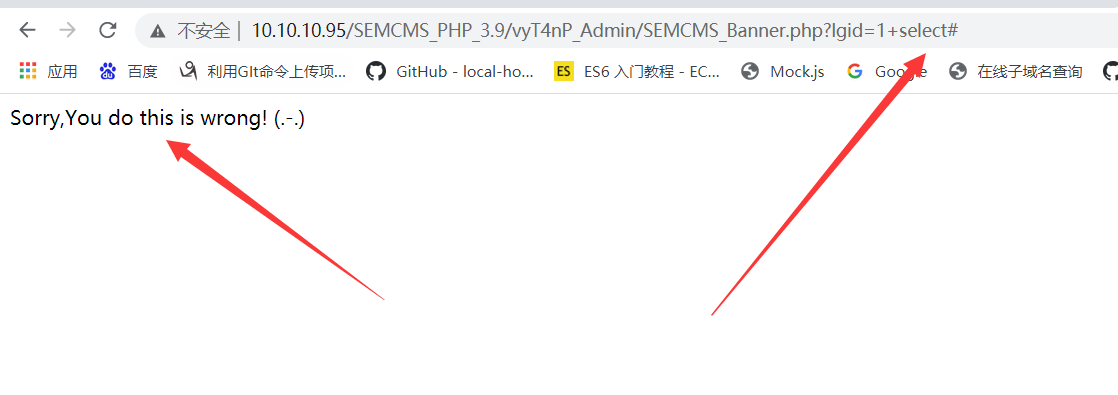 不安全 | 10.10.10.95/SEMCMS_PHP_3.9/vyT4nP_Admin/SEMCMS_Banner.php?lgid=1+select#
应用 百度 利用GIt命令上传项... GitHub - local-ho... ES ES6 入门教程 - EC... Mock.js Google 在线子域名查询
Sorry,You do this is wrong! (.-.)